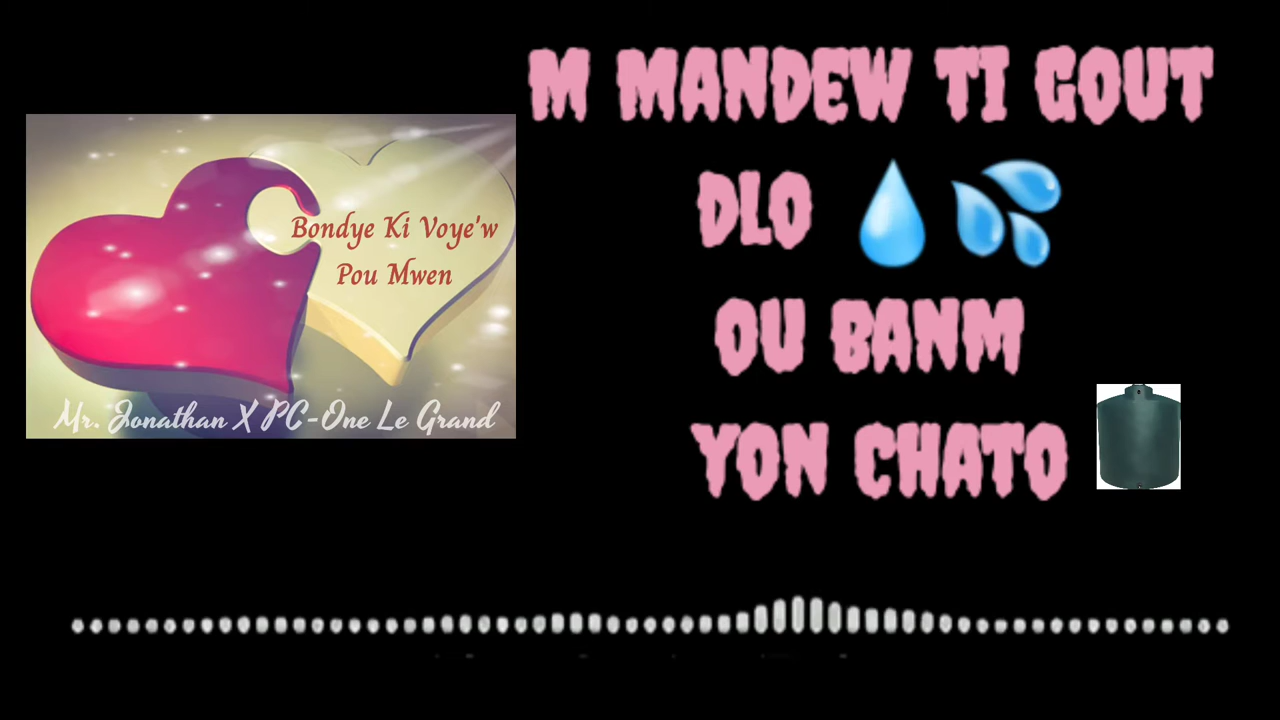 Bondye Ki Voye'w
Pou Mwen
Mr. Jonathan X PC-One Le Grand
M MANDEW TI GOUT
DLO 💧 💦
OU BANM
YON CHATO